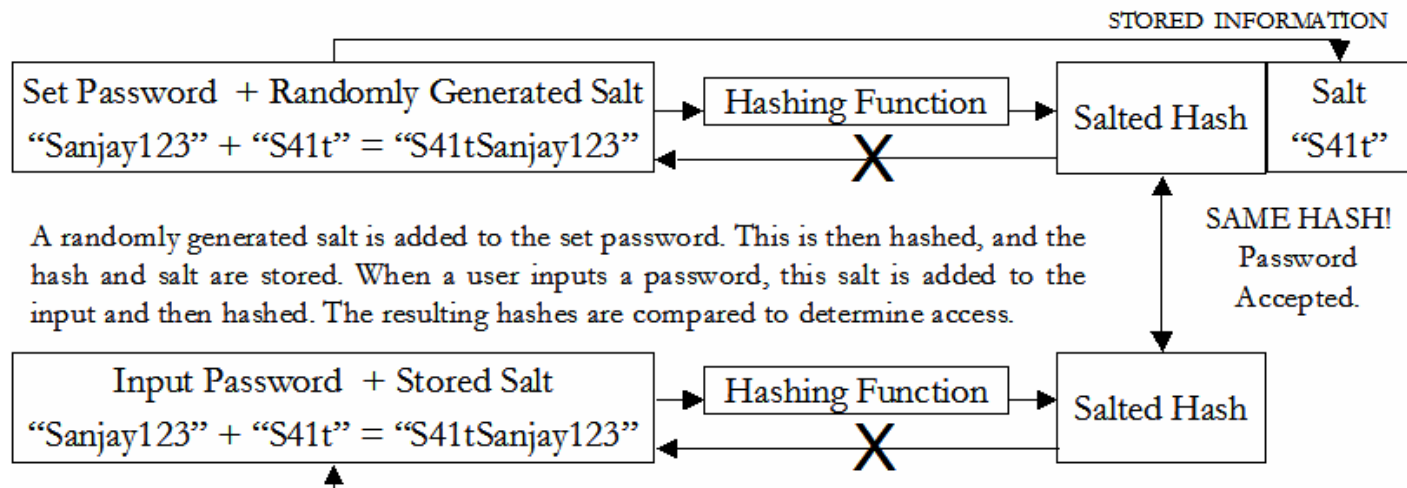 STORED INFORMATION
Set Password + Randomly Generated Salt
“Sanjay123” + “S41t” = “S41tSanjay123”
Hashing Function
Salted Hash
Salt
“S41t”
X
A randomly generated salt is added to the set password. This is then hashed, and the
hash and salt are stored. When a user inputs a password, this salt is added to the
input and then hashed. The resulting hashes are compared to determine access.
SAME HASH!
Password
Accepted.
Input Password + Stored Salt
“Sanjay123” + “S41t” = “S41tSanjay123”
Hashing Function
Salted Hash
X